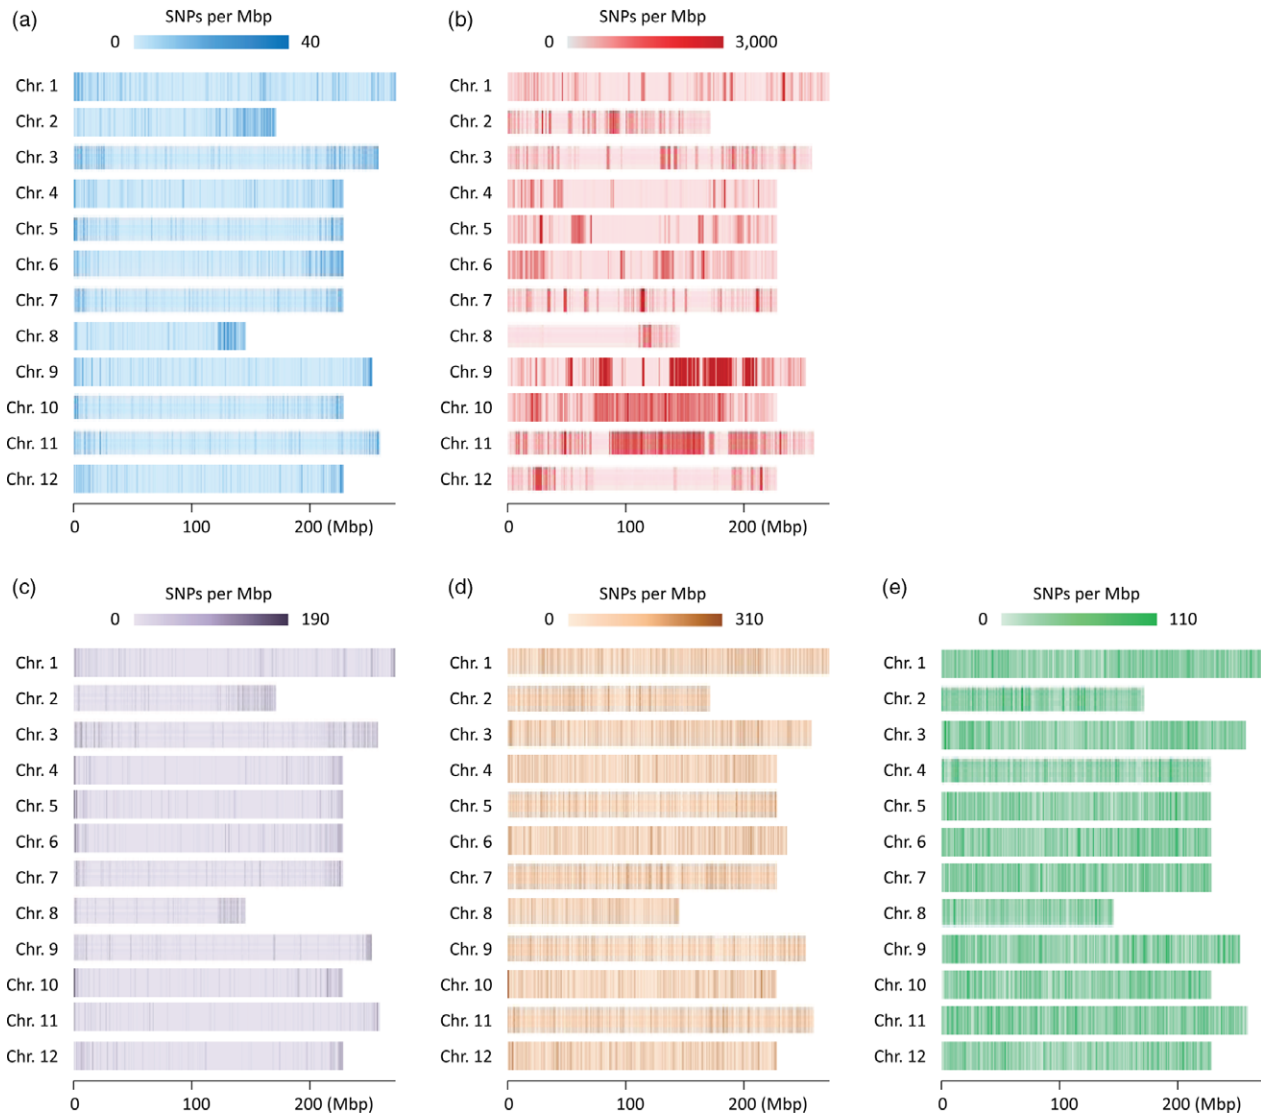 (a)
SNPs per Mbp
0 40
Chr. 1
Chr. 2
Chr. 3
Chr. 4
Chr. 5
Chr. 6
Chr. 7
Chr. 8
Chr. 9
Chr. 10
Chr. 11
Chr. 12
0 100 200 (Mbp)
(b)
SNPs per Mbp
0 3,000
Chr. 1
Chr. 2
Chr. 3
Chr. 4
Chr. 5
Chr. 6
Chr. 7
Chr. 8
Chr. 9
Chr. 10
Chr. 11
Chr. 12
0 100 200 (Mbp)
(c)
SNPs per Mbp
0 190
Chr. 1
Chr. 2
Chr. 3
Chr. 4
Chr. 5
Chr. 6
Chr. 7
Chr. 8
Chr. 9
Chr. 10
Chr. 11
Chr. 12
0 100 200 (Mbp)
(d)
SNPs per Mbp
0 310
Chr. 1
Chr. 2
Chr. 3
Chr. 4
Chr. 5
Chr. 6
Chr. 7
Chr. 8
Chr. 9
Chr. 10
Chr. 11
Chr. 12
0 100 200 (Mbp)
(e)
SNPs per Mbp
0 110
Chr. 1
Chr. 2
Chr. 3
Chr. 4
Chr. 5
Chr. 6
Chr. 7
Chr. 8
Chr. 9
Chr. 10
Chr. 11
Chr. 12
0 100 200 (Mbp)